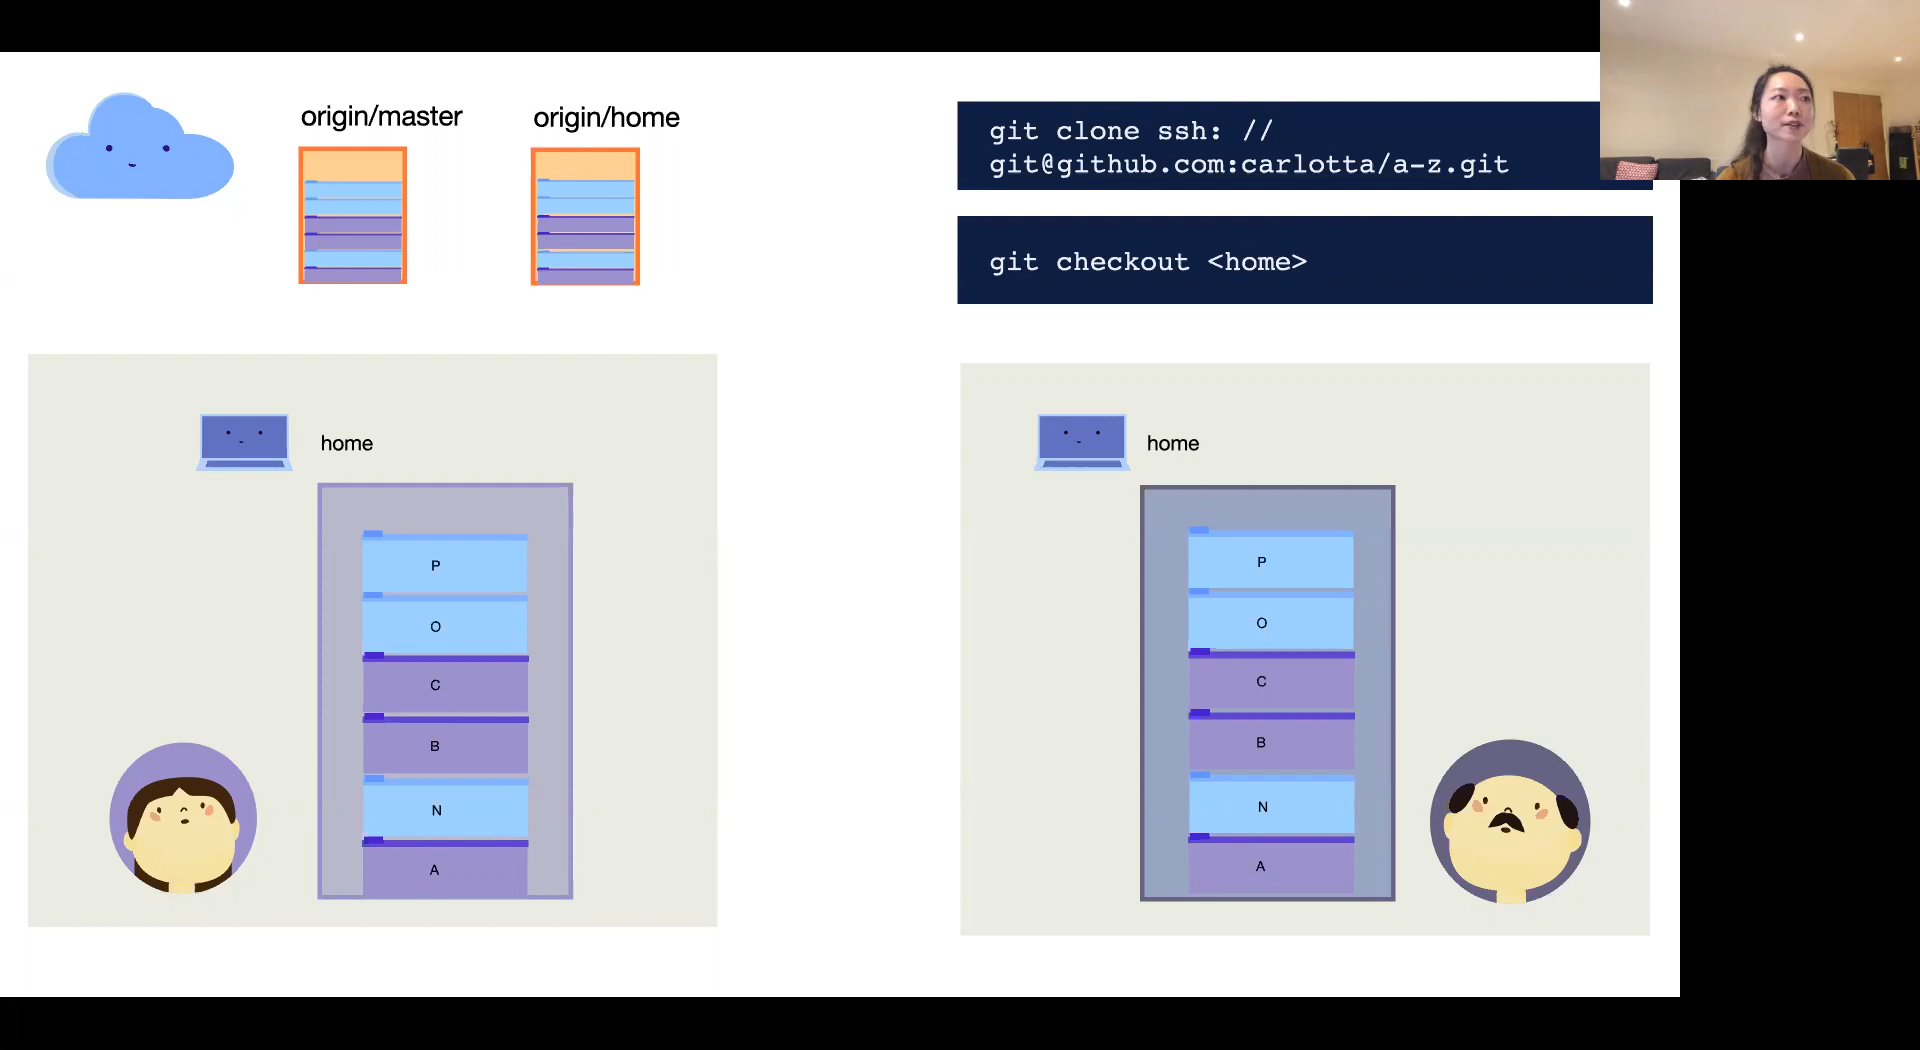 origin/master
origin/home
git clone ssh: //
git@github.com:carlotta/a-z.git
git checkout <home>
home
P
O
C
B
N
A
home
P
O
C
B
N
A